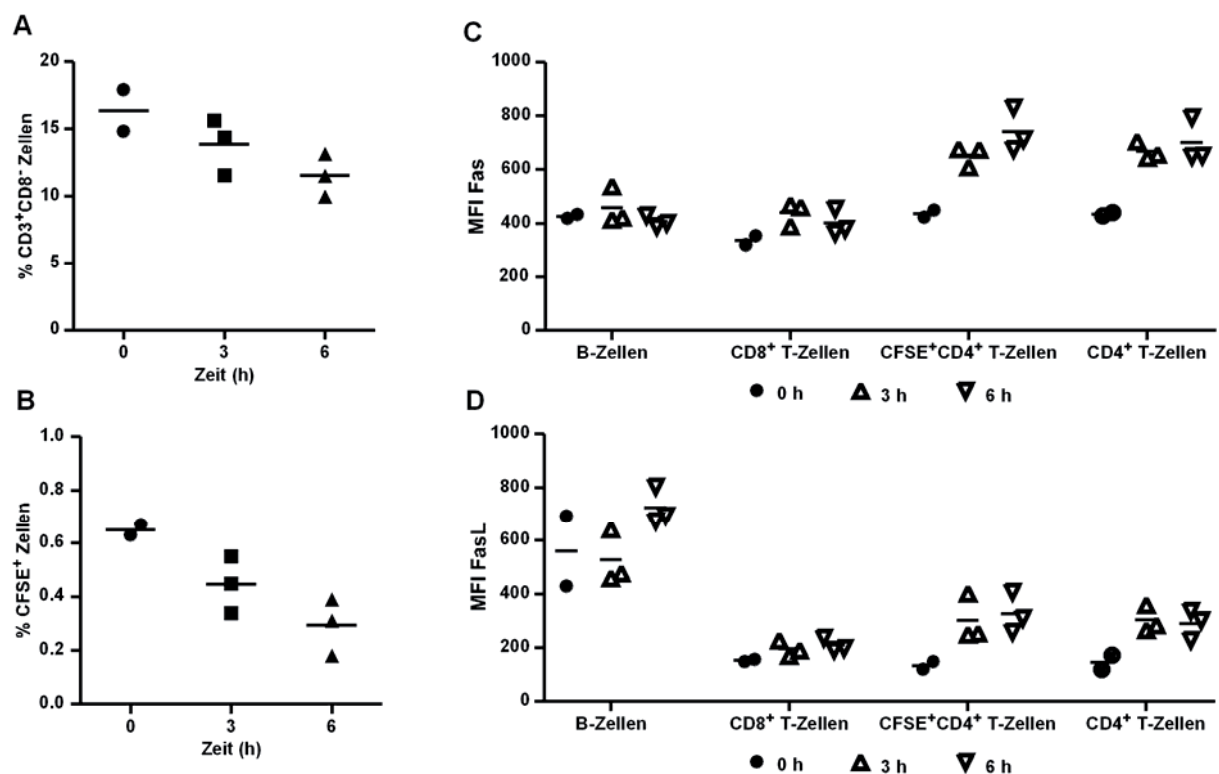 A
% CD3⁺CD8⁻ Zellen
20
15
10
5
0
0 3 6
Zeit (h)
B
% CFSE⁺ Zellen
1.0
0.8
0.6
0.4
0.2
0.0
0 3 6
Zeit (h)
C
MFI Fas
1000
800
600
400
200
0
B-Zellen CD8⁺ T-Zellen CFSE⁺CD4⁺ T-Zellen CD4⁺ T-Zellen
0 h 3 h 6 h
D
MFI FasL
1000
800
600
400
200
0
B-Zellen CD8⁺ T-Zellen CFSE⁺CD4⁺ T-Zellen CD4⁺ T-Zellen
0 h 3 h 6 h